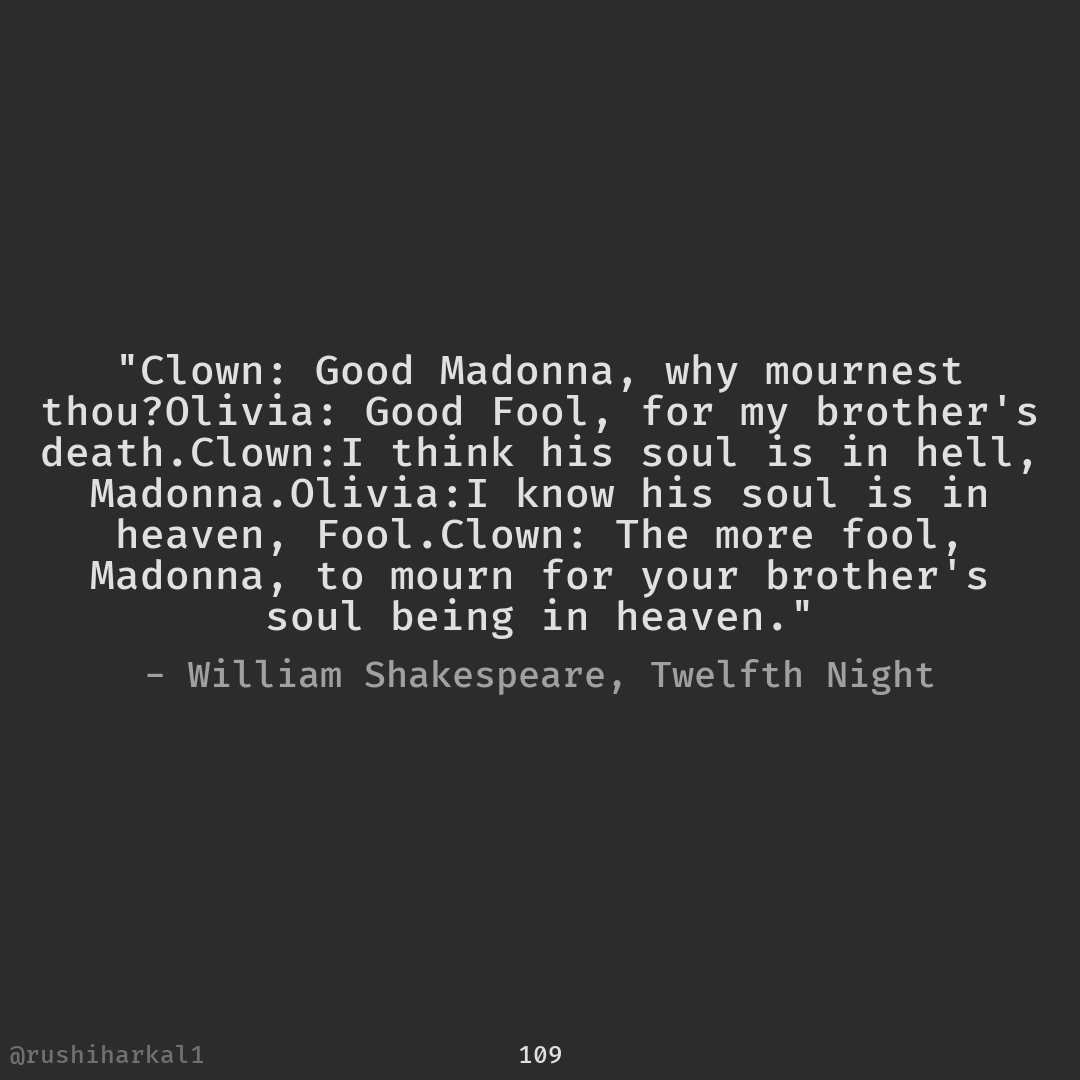 "Clown: Good Madonna, why mournest
thou?Olivia: Good Fool, for my brother's
death.Clown:I think his soul is in hell,
Madonna.Olivia:I know his soul is in
heaven, Fool.Clown: The more fool,
Madonna, to mourn for your brother's
soul being in heaven."
- William Shakespeare, Twelfth Night
@rushiharkal1
109